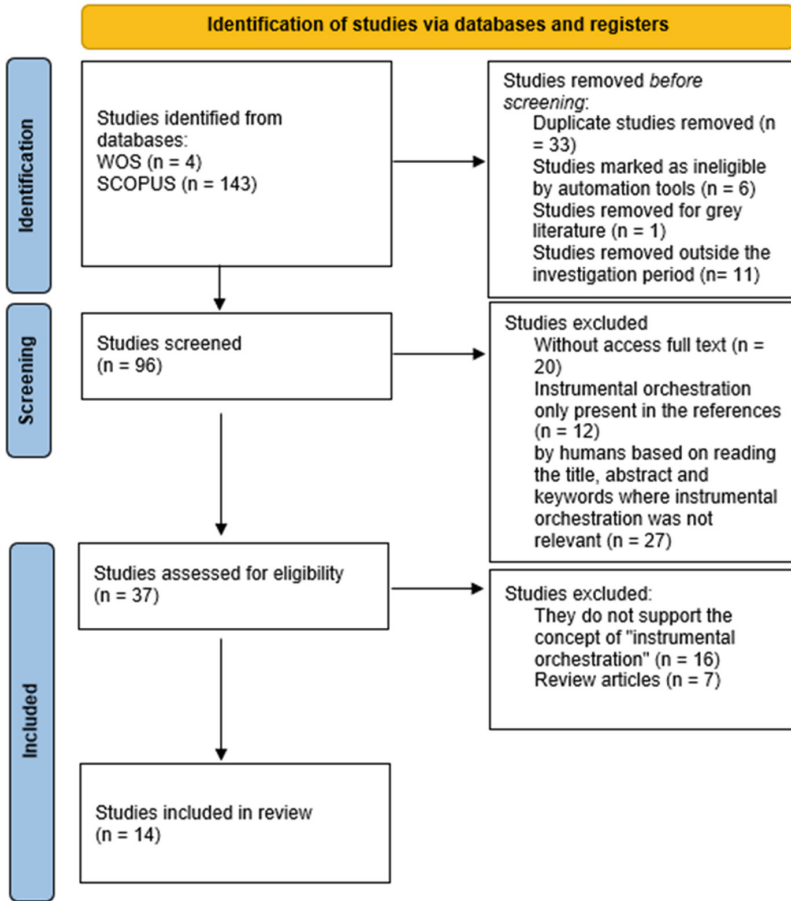 Identification of studies via databases and registers
Identification
Studies identified from
databases:
WOS (n = 4)
SCOPUS (n = 143)
Studies removed before
screening:
Duplicate studies removed (n
= 33)
Studies marked as ineligible
by automation tools (n = 6)
Studies removed for grey
literature (n = 1)
Studies removed outside the
investigation period (n= 11)
Screening
Studies screened
(n = 96)
Studies excluded
Without access full text (n =
20)
Instrumental orchestration
only present in the references
(n = 12)
by humans based on reading
the title, abstract and
keywords where instrumental
orchestration was not
relevant (n = 27)
Included
Studies assessed for eligibility
(n = 37)
Studies excluded:
They do not support the
concept of "instrumental
orchestration" (n = 16)
Review articles (n = 7)
Studies included in review
(n = 14)